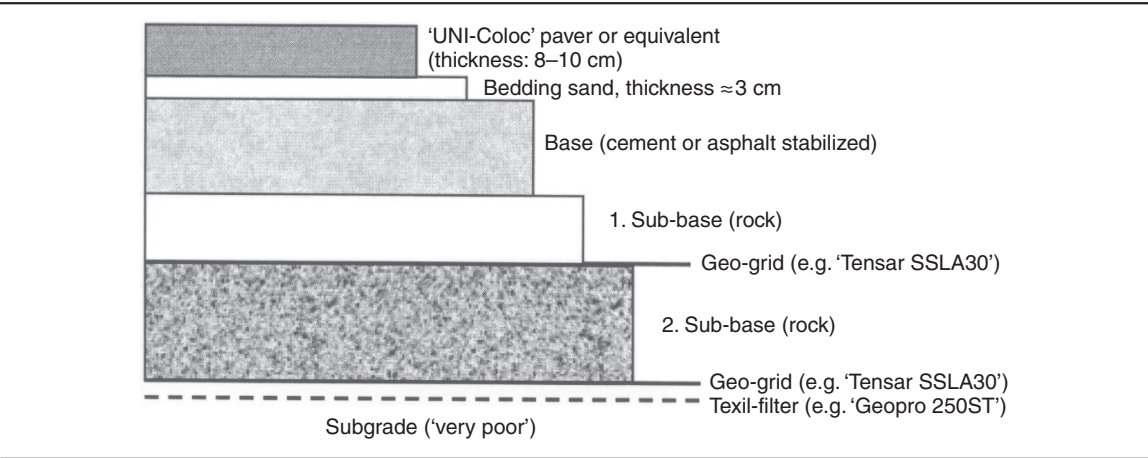 ‘UNI-Coloc’ paver or equivalent
(thickness: 8–10 cm)
Bedding sand, thickness ≈3 cm
Base (cement or asphalt stabilized)
1. Sub-base (rock)
Geo-grid (e.g. ‘Tensar SSLA30’)
2. Sub-base (rock)
Geo-grid (e.g. ‘Tensar SSLA30’)
Texil-filter (e.g. ‘Geopro 250ST’)
Subgrade (‘very poor’)